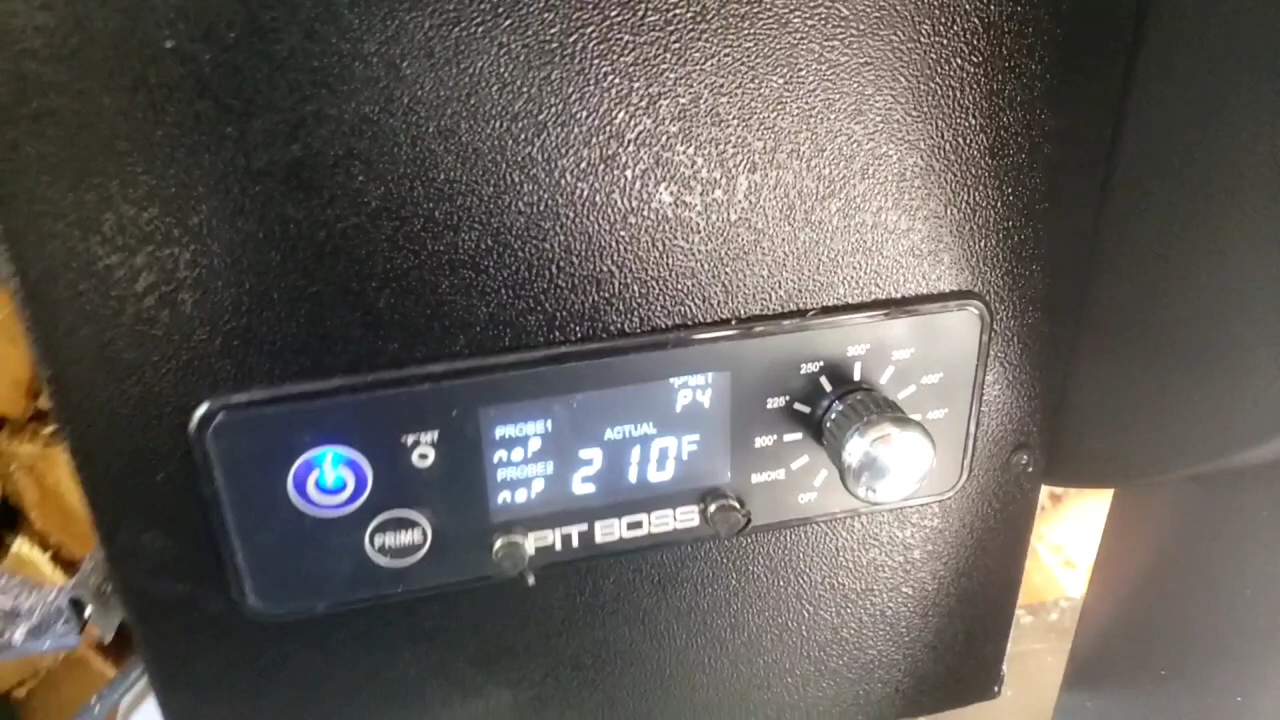 P-SET
P4
PROBE1
noP
PROBE2
noP
ACTUAL
210F
PRIME
PIT BOSS
OFF
SMOKE
200°
225°
250°
300°
350°
400°
450°